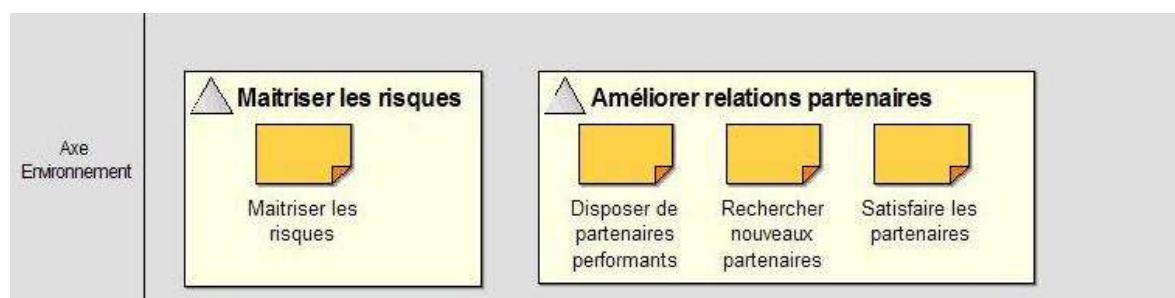 Axe
Environnement
Maitriser les risques
Maitriser les
risques
Améliorer relations partenaires
Disposer de
partenaires
performants
Rechercher
nouveaux
partenaires
Satisfaire les
partenaires